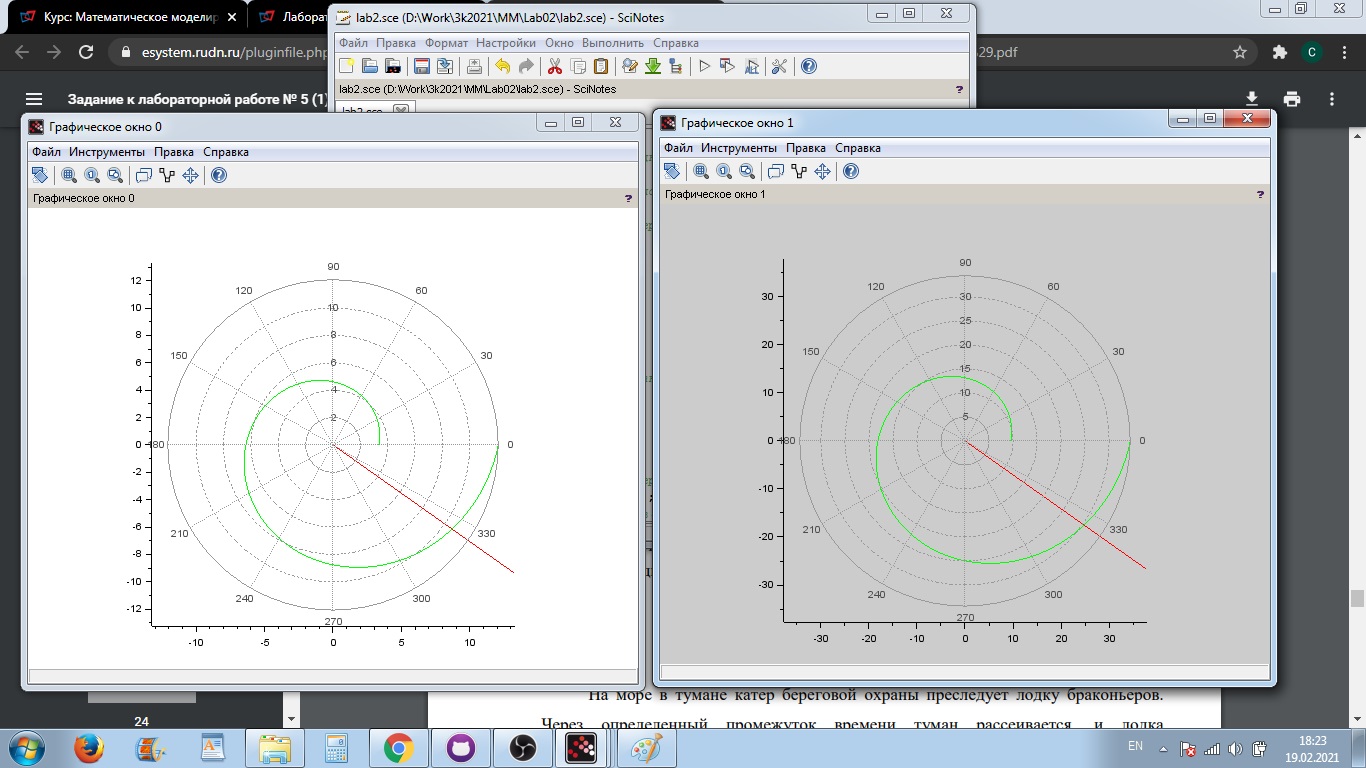 Курс: Математическое моделир
Лаборат
lab2.sce (D:\Work\3k2021\MM\Lab02\lab2.sce) - SciNotes
esystem.rudn.ru/pluginfile.php
29.pdf
C
Файл Правка Формат Настройки Окно Выполнить Справка
lab2.sce (D:\Work\3k2021\MM\Lab02\lab2.sce) - SciNotes ?
Задание к лабораторной работе № 5 (1)
lab2.sce
Графическое окно 0
Файл Инструменты Правка Справка
Графическое окно 0 ?
90
120 60
150 30
180 0
210 330
240 300
270
10
8
6
4
2
12
10
8
6
4
2
0
-2
-4
-6
-8
-10
-12
-10 -5 0 5 10
Графическое окно 1
Файл Инструменты Правка Справка
Графическое окно 1 ?
90
120 60
150 30
180 0
210 330
240 300
270
30
25
20
15
10
5
30
20
10
0
-10
-20
-30
-30 -20 -10 0 10 20 30
24
На море в тумане катер береговой охраны преследует лодку браконьеров.
Через определенный промежуток времени туман рассеивается, и лодка
EN
18:23
19.02.2021